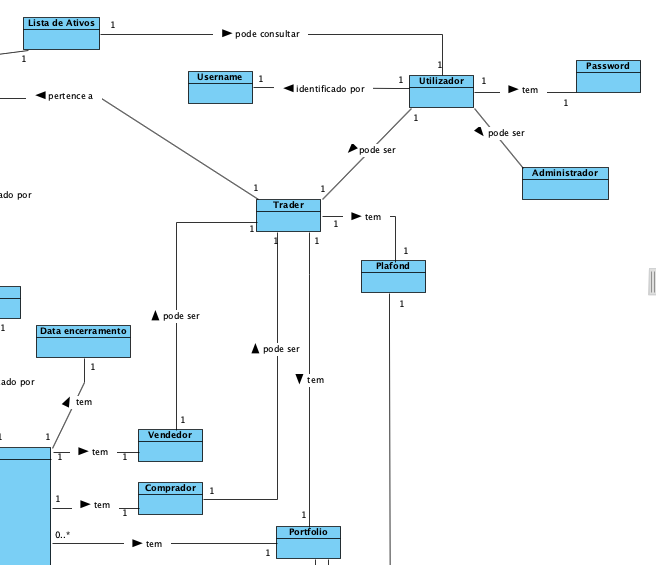 Lista de Ativos
1
pode consultar
1
1
Username
1
identificado por
1
Utilizador
1
tem
1
Password
pertence a
1
pode ser
pode ser
Administrador
ado por
1
1
Trader
1
tem
1
1
1
1
Plafond
1
1
pode ser
Data encerramento
1
pode ser
tem
ado por
tem
1
1
1
Vendedor
1
tem
1
Comprador
1
1
tem
1
0..*
tem
1
1
Portfolio